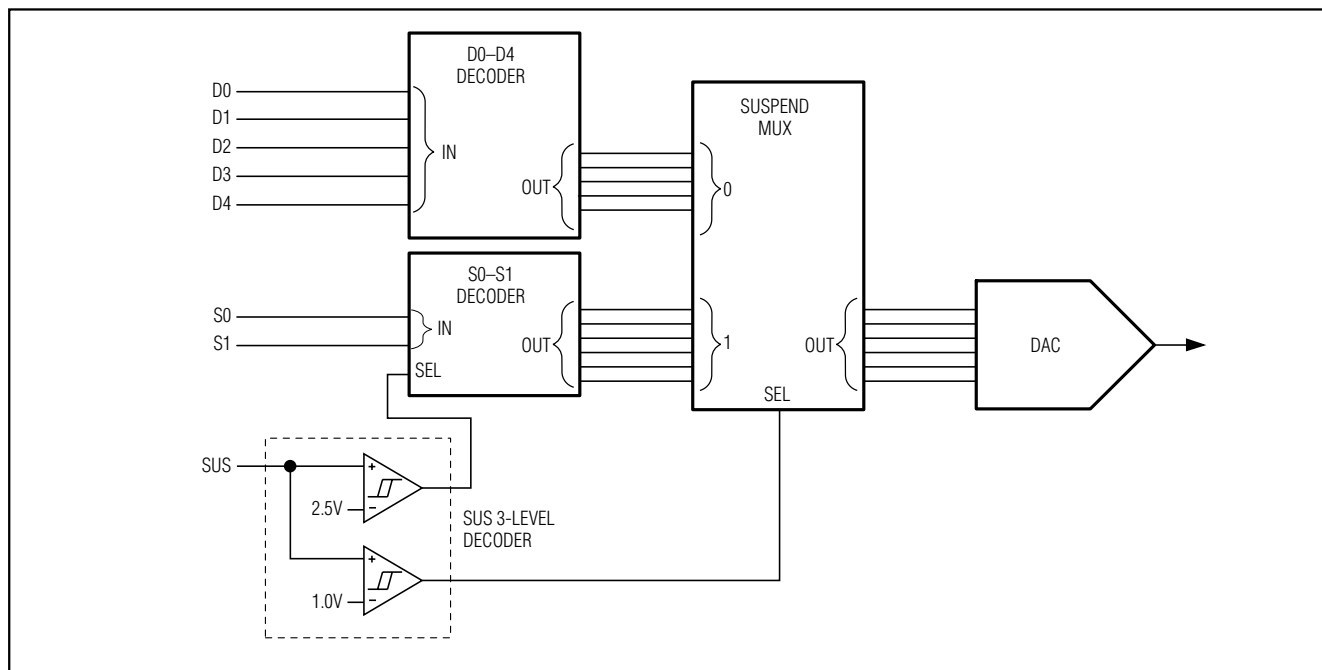 D0–D4
DECODER
D0
D1
D2
D3
D4
IN
OUT
SUSPEND
MUX
0
S0–S1
DECODER
S0
S1
IN
SEL
OUT
1
OUT
SEL
DAC
SUS
+
2.5V
−
SUS 3-LEVEL
DECODER
+
1.0V
−